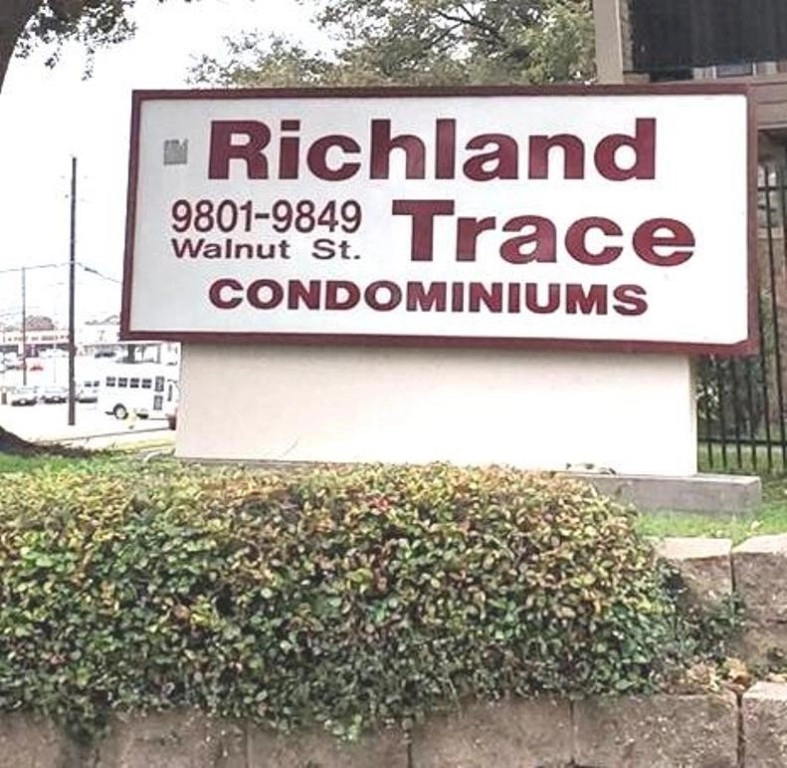 Richland
9801-9849 Trace
Walnut St.
CONDOMINIUMS